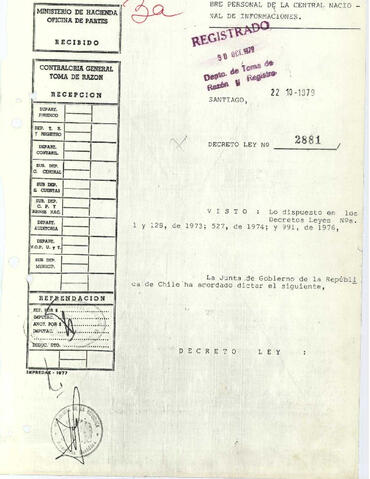 MINISTERIO DE HACIENDA
OFICINA DE PARTES
RECIBIDO
3a
BRE PERSONAL DE LA CENTRAL NACIO -
NAL DE INFORMACIONES.
REGISTRADO
30 DIC. 1979
Depto. de Toma de
Razón y Registro
SANTIAGO, 22 10-1979
CONTRALORIA GENERAL
TOMA DE RAZON
RECEPCION
DEPART.
JURIDICO
DEP. T. R.
Y REGISTRO
DEPART.
CONTABIL.
SUB. DEP.
C. CENTRAL
SUB. DEP.
E. CUENTAS
SUB. DEP.
C. P. Y
BIENES NAC.
DEPART.
AUDITORIA
DEPART.
V.O.P. U. y T.
SUB. DEP.
MUNICIP.
DECRETO LEY Nº 2881 /
V I S T O : Lo dispuesto en los
Decretos Leyes Nºs.
1 y 128, de 1973; 527, de 1974; y 991, de 1976,
La Junta de Gobierno de la Repúbli
ca de Chile ha acordado dictar el siguiente,
D E C R E T O L E Y :
REFRENDACION
REF. POR $
IMPUTAC.
ANOT. POR $
IMPUTAC.
DEDUC. DTO.
IMPREDAR - 1977